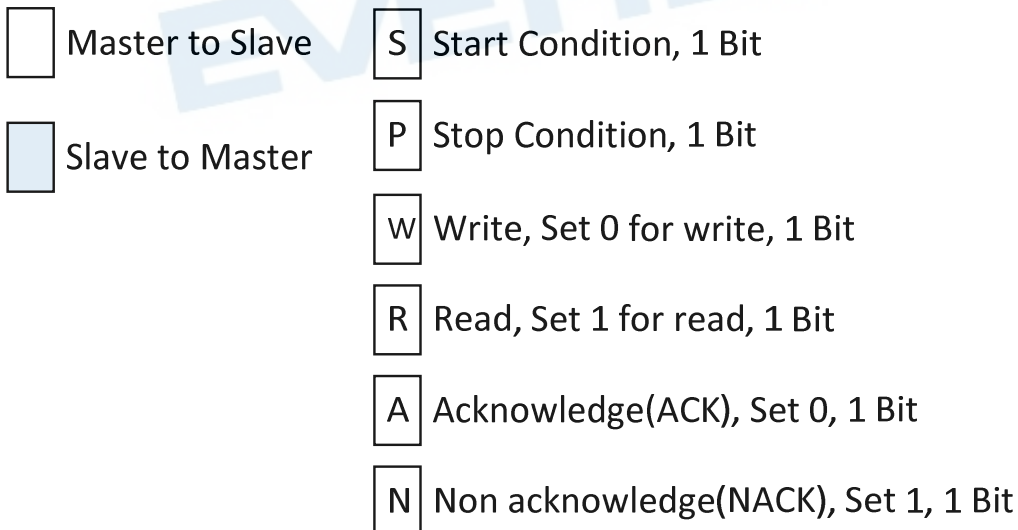 Master to Slave
Slave to Master
S Start Condition, 1 Bit
P Stop Condition, 1 Bit
W Write, Set 0 for write, 1 Bit
R Read, Set 1 for read, 1 Bit
A Acknowledge(ACK), Set 0, 1 Bit
N Non acknowledge(NACK), Set 1, 1 Bit